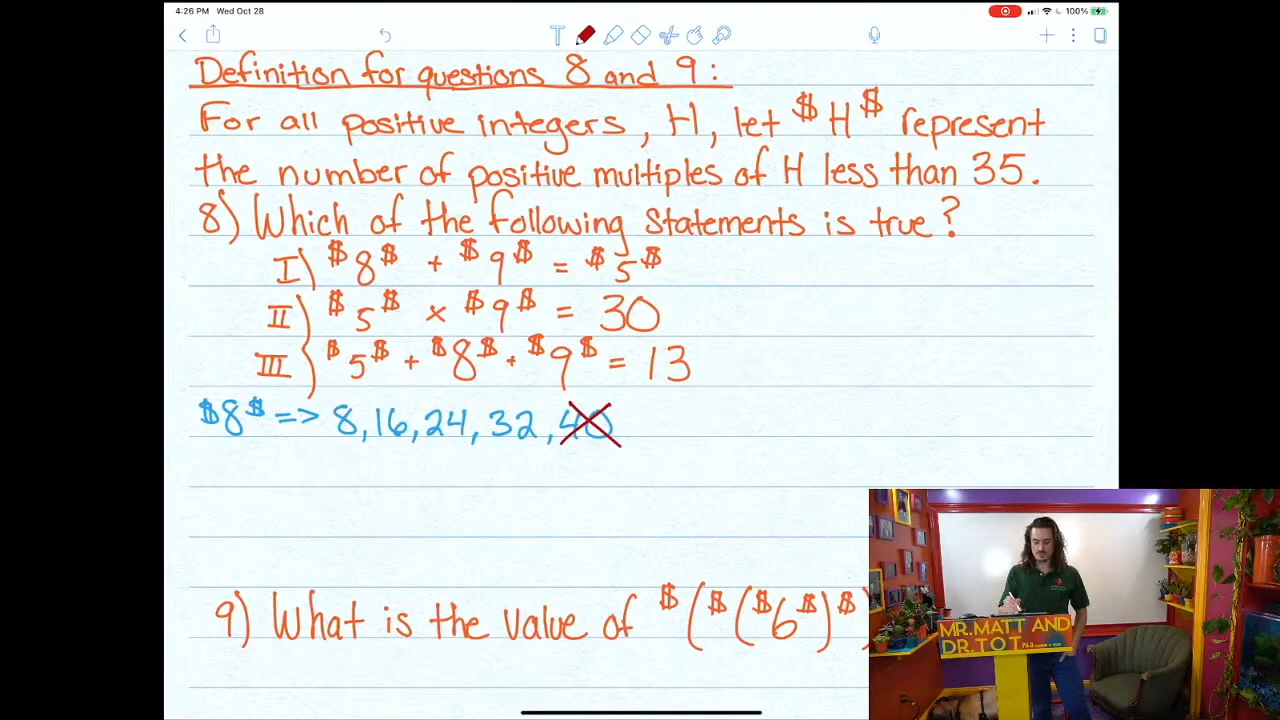 4:26 PM Wed Oct 28
100%
T
Definition for questions 8 and 9:
For all positive integers, H, let $H$ represent
the number of positive multiples of H less than 35.
8) Which of the following statements is true?
I) $8$ + $9$ = $5$
II) $5$ × $9$ = 30
III) $5$ + $8$ + $9$ = 13
$8$ => 8, 16, 24, 32, 40
9) What is the value of $($($6$)$)
MR. MATT AND
DR. TOT Ph.D.